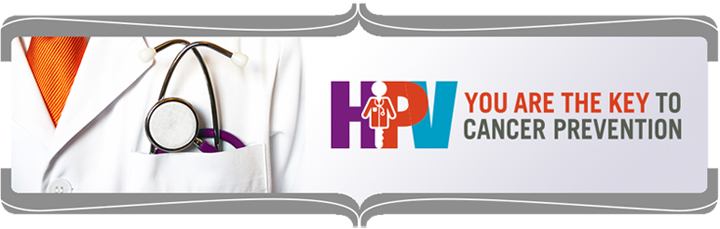 HPV
YOU ARE THE KEY TO
CANCER PREVENTION